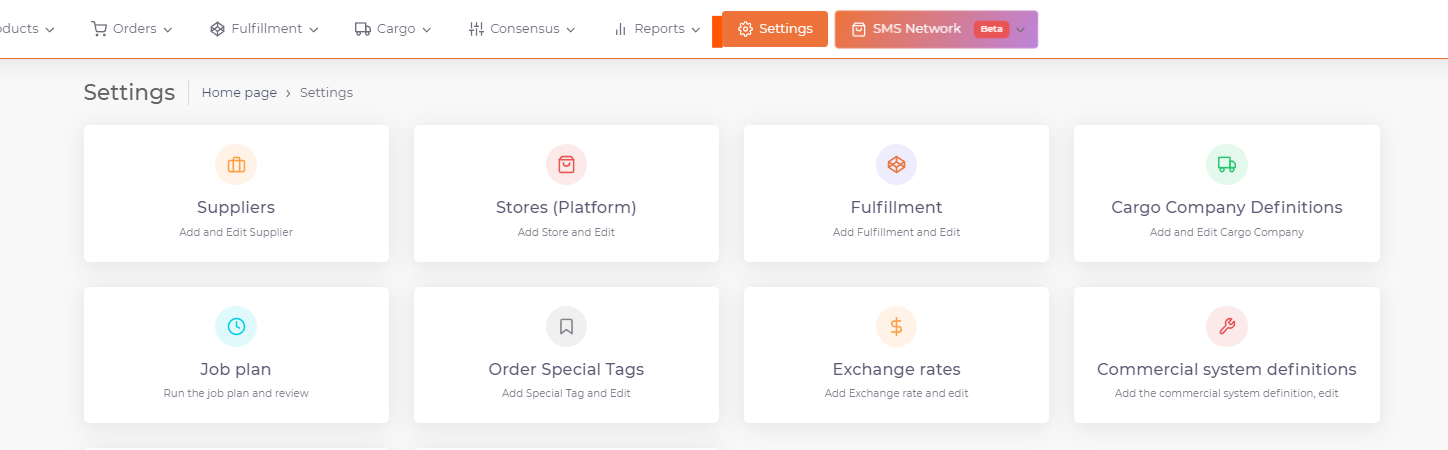 ducts Orders Fulfillment Cargo Consensus Reports Settings SMS Network Beta
Settings Home page › Settings
Suppliers Stores (Platform) Fulfillment Cargo Company Definitions
Add and Edit Supplier Add Store and Edit Add Fulfillment and Edit Add and Edit Cargo Company
Job plan Order Special Tags Exchange rates Commercial system definitions
Run the job plan and review Add Special Tag and Edit Add Exchange rate and edit Add the commercial system definition, edit